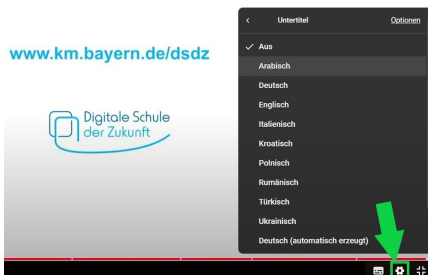 www.km.bayern.de/dsdz
Digitale Schule
der Zukunft
Untertitel Optionen
Aus
Arabisch
Deutsch
Englisch
Italienisch
Kroatisch
Polnisch
Rumänisch
Türkisch
Ukrainisch
Deutsch (automatisch erzeugt)